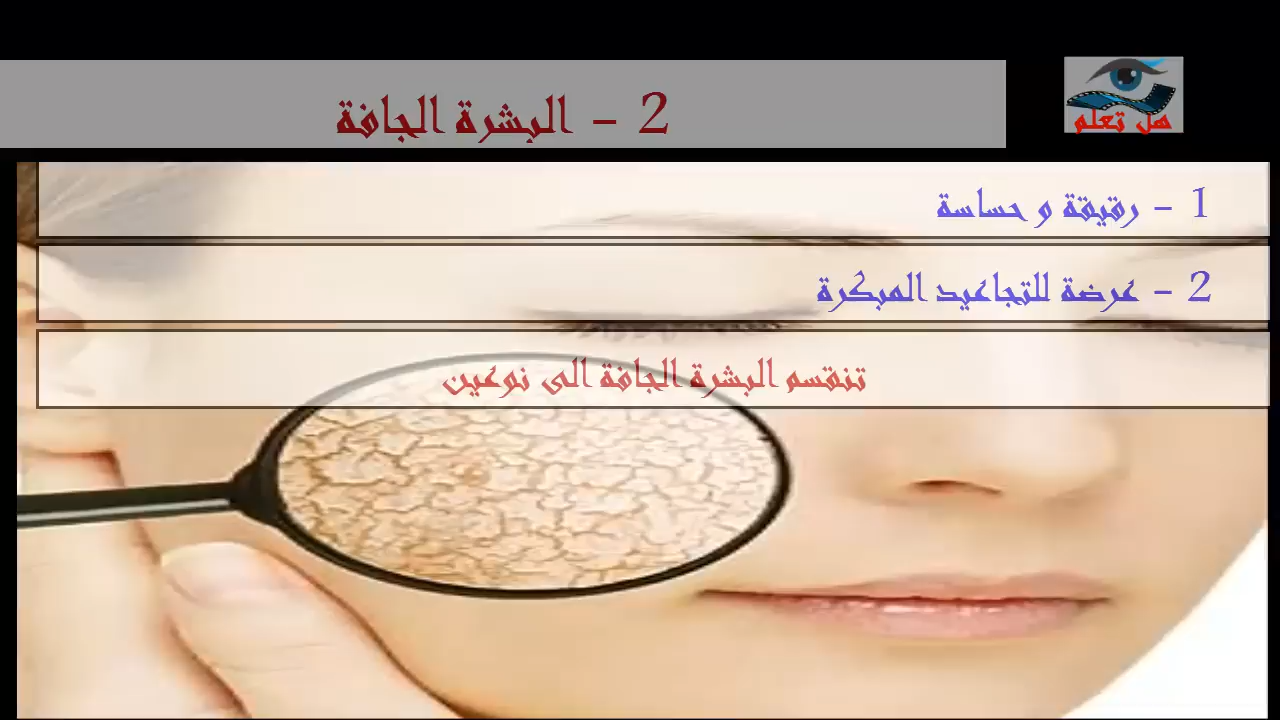 هل تعلم
2 - البشرة الجافة
1 - رقيقة و حساسة
2 - عرضة للتجاعيد المبكرة
تنقسم البشرة الجافة الى نوعين